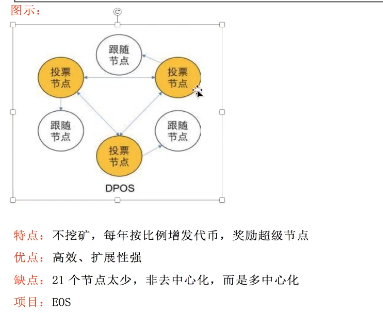 图示:
跟随
节点
投票
节点
投票
节点
跟随
节点
跟随
节点
投票
节点
DPOS
特点: 不挖矿, 每年按比例增发代币, 奖励超级节点
优点: 高效、扩展性强
缺点: 21 个节点太少, 非去中心化, 而是多中心化
项目: EOS